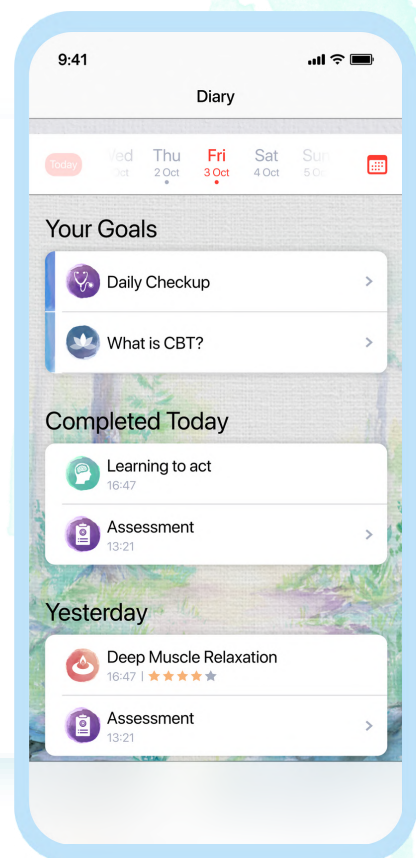 9:41
Diary
Today
Thu Fri Sat Sun
2 Oct 3 Oct 4 Oct
Your Goals
Daily Checkup
What is CBT?
Completed Today
Learning to act
16:47
Assessment
13:21
Yesterday
Deep Muscle Relaxation
16:47 |
Assessment
13:21